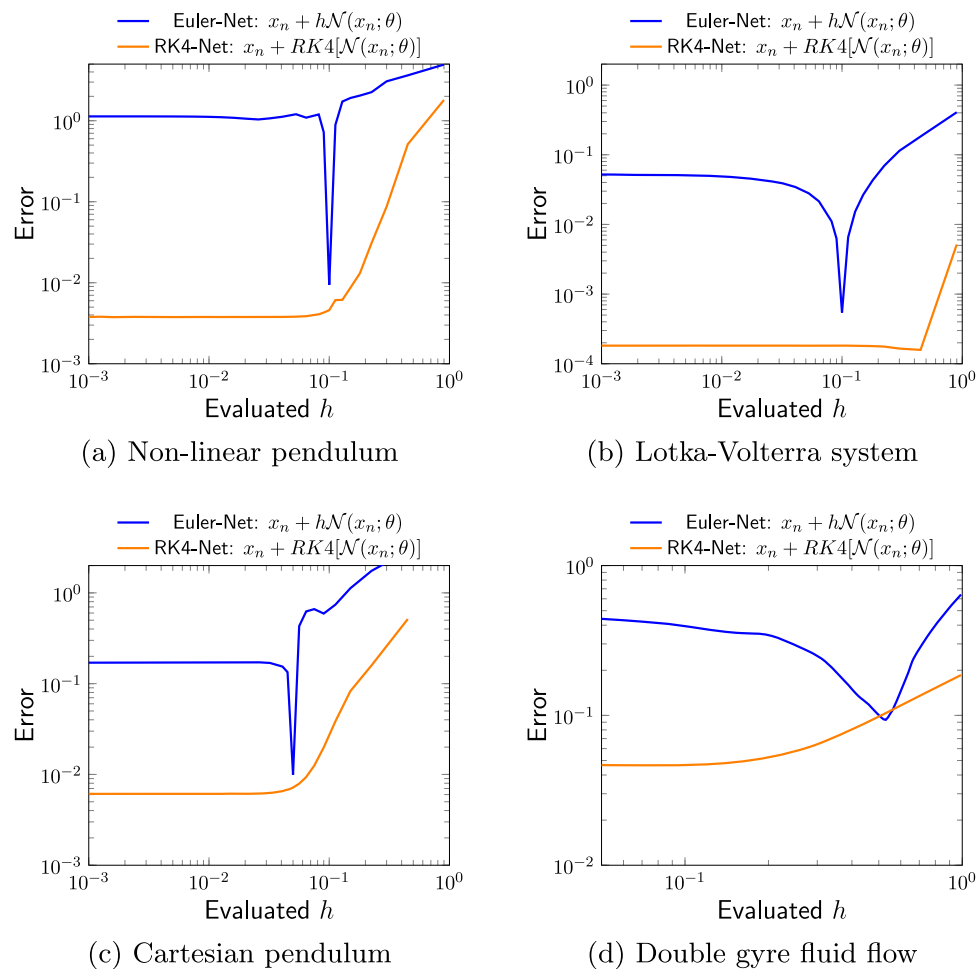 Euler-Net: $x_n + h\mathcal{N}(x_n;\theta)$
RK4-Net: $x_n + RK4[\mathcal{N}(x_n;\theta)]$
10^0
10^{-1}
10^{-2}
10^{-3}
Error
10^{-3} 10^{-2} 10^{-1} 10^0
Evaluated $h$
(a) Non-linear pendulum
Euler-Net: $x_n + h\mathcal{N}(x_n;\theta)$
RK4-Net: $x_n + RK4[\mathcal{N}(x_n;\theta)]$
10^0
10^{-1}
10^{-2}
10^{-3}
10^{-4}
Error
10^{-3} 10^{-2} 10^{-1} 10^0
Evaluated $h$
(b) Lotka-Volterra system
Euler-Net: $x_n + h\mathcal{N}(x_n;\theta)$
RK4-Net: $x_n + RK4[\mathcal{N}(x_n;\theta)]$
10^0
10^{-1}
10^{-2}
10^{-3}
Error
10^{-3} 10^{-2} 10^{-1} 10^0
Evaluated $h$
(c) Cartesian pendulum
Euler-Net: $x_n + h\mathcal{N}(x_n;\theta)$
RK4-Net: $x_n + RK4[\mathcal{N}(x_n;\theta)]$
10^0
10^{-1}
10^{-2}
Error
10^{-1} 10^0
Evaluated $h$
(d) Double gyre fluid flow